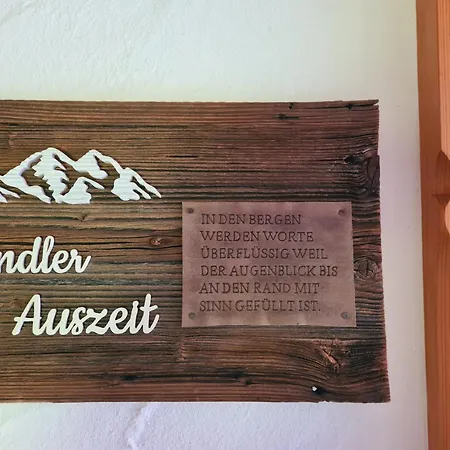 ndler
Auszeit
IN DEN BERGEN
WERDEN WORTE
ÜBERFLÜSSIG WEIL
DER AUGENBLICK BIS
AN DEN RAND MIT
SINN GEFÜLLT IST.